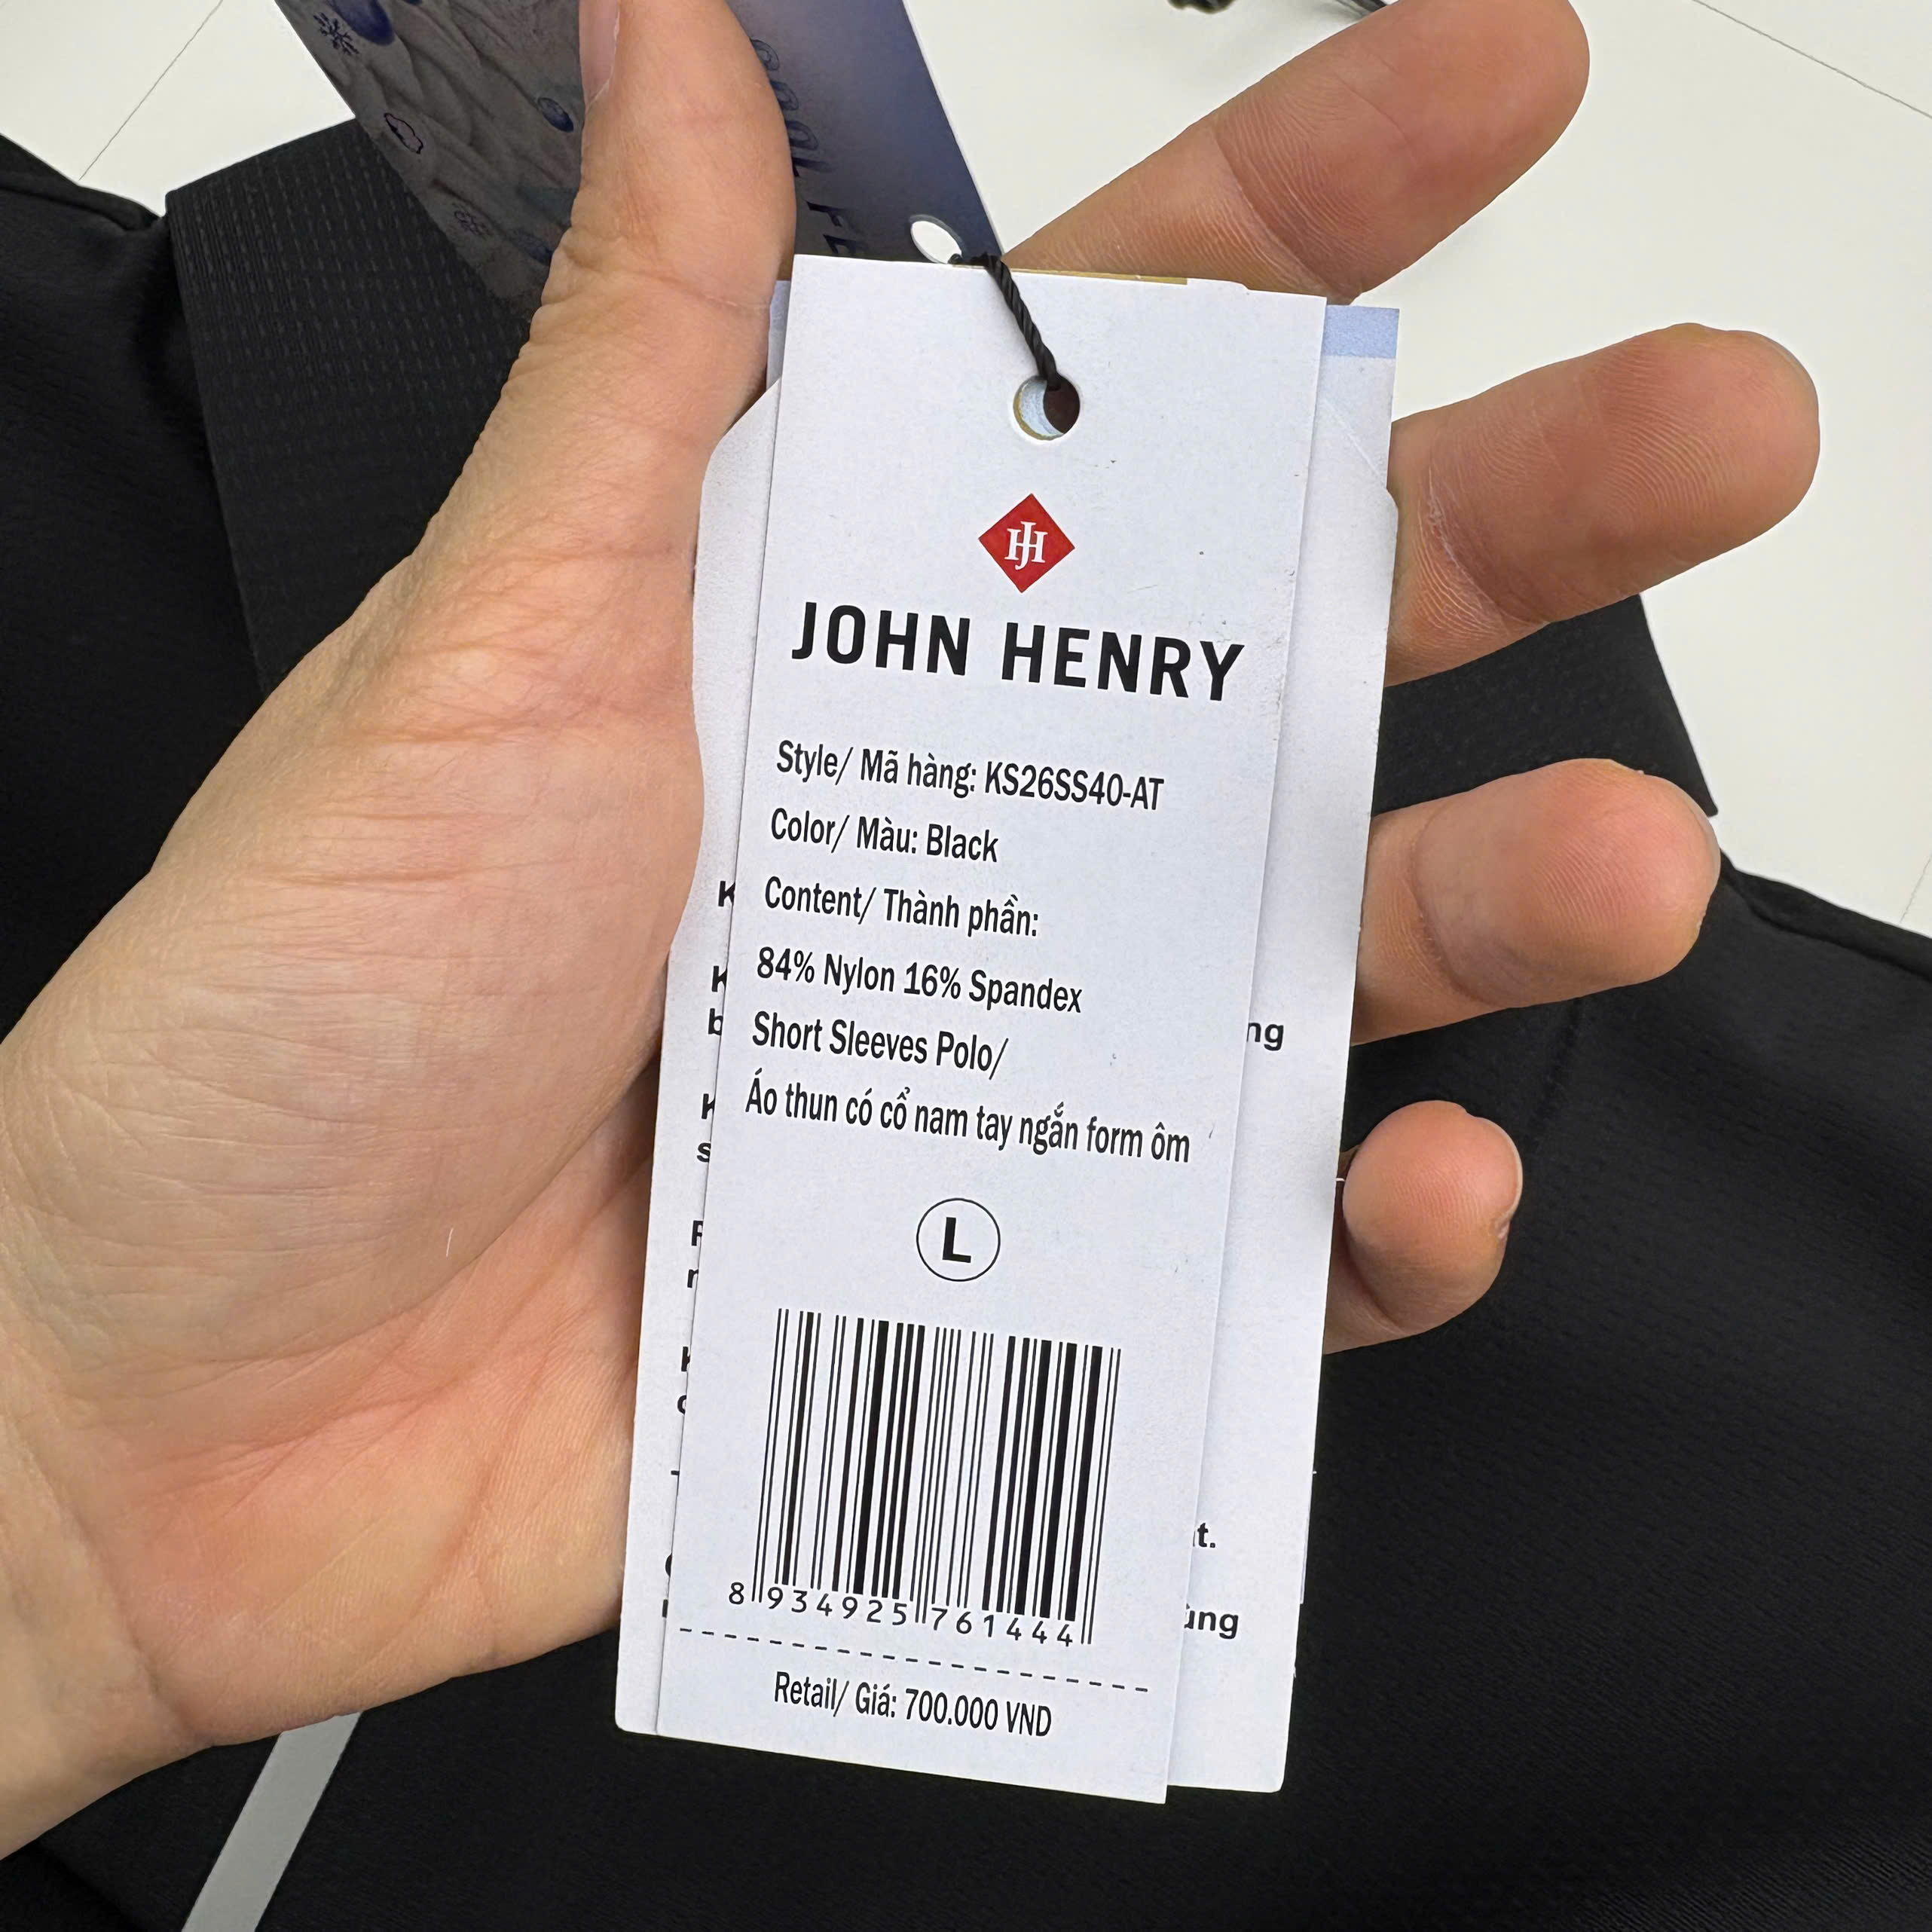 COOL FE
JH
JOHN HENRY
Style/ Mã hàng: KS26SS40-AT
Color/ Màu: Black
Content/ Thành phần:
84% Nylon 16% Spandex
Short Sleeves Polo/
Áo thun có cổ nam tay ngắn form ôm
L
8 934925 761444
Retail/ Giá: 700.000 VND